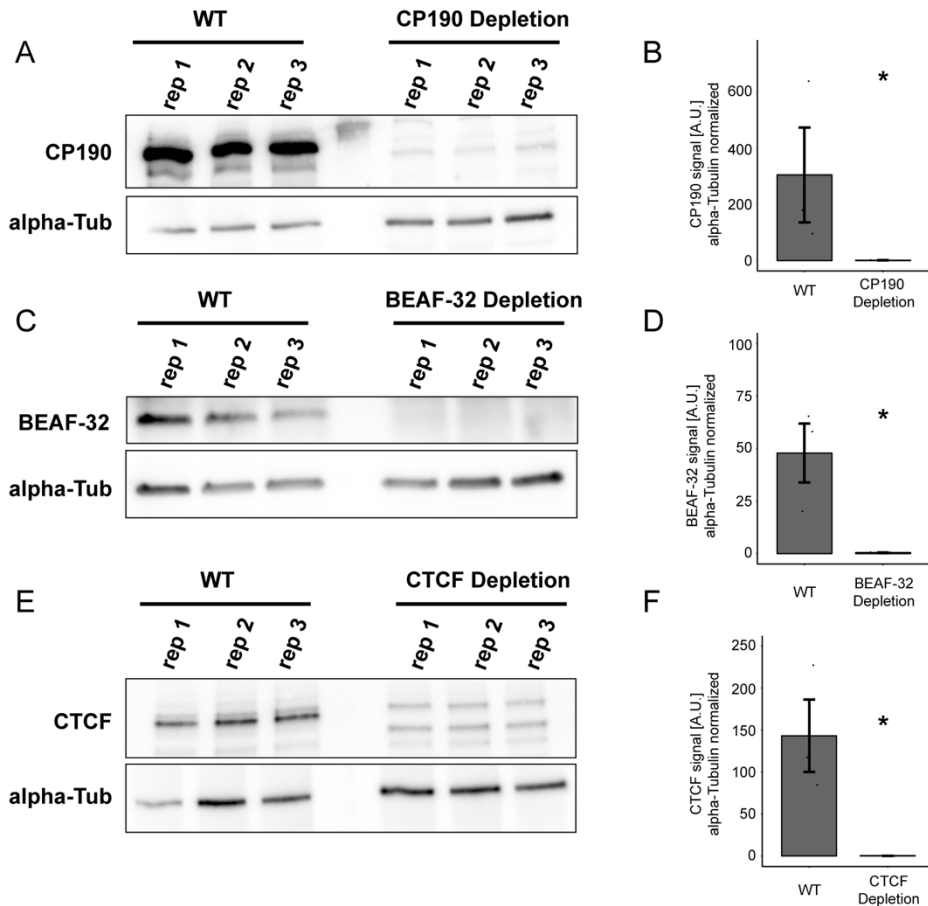 A
WT
CP190 Depletion
rep 1
rep 2
rep 3
rep 1
rep 2
rep 3
CP190
alpha-Tub
B
CP190 signal [A.U.]
alpha-Tubulin normalized
600
400
200
0
*
WT
CP190
Depletion
C
WT
BEAF-32 Depletion
rep 1
rep 2
rep 3
rep 1
rep 2
rep 3
BEAF-32
alpha-Tub
D
BEAF-32 signal [A.U.]
alpha-Tubulin normalized
100
75
50
25
0
*
WT
BEAF-32
Depletion
E
WT
CTCF Depletion
rep 1
rep 2
rep 3
rep 1
rep 2
rep 3
CTCF
alpha-Tub
F
CTCF signal [A.U.]
alpha-Tubulin normalized
250
200
150
100
50
0
*
WT
CTCF
Depletion